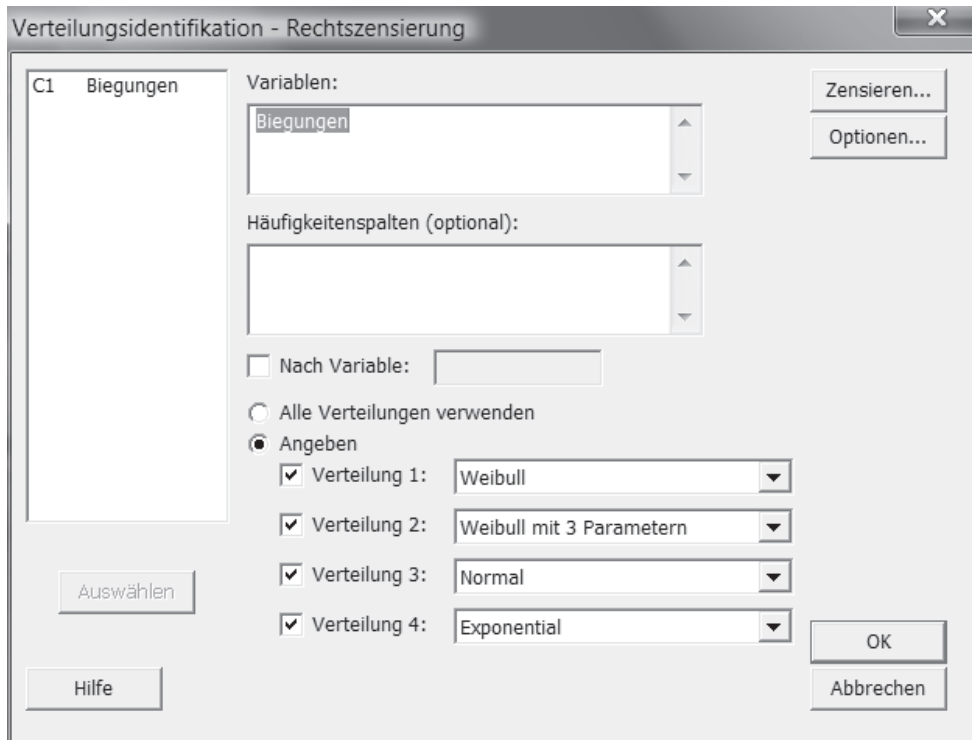 Verteilungsidentifikation - Rechtszensierung
C1 Biegungen
Variablen:
Biegungen
Zensieren...
Optionen...
Häufigkeitenspalten (optional):
Nach Variable:
Alle Verteilungen verwenden
Angeben
Verteilung 1: Weibull
Verteilung 2: Weibull mit 3 Parametern
Verteilung 3: Normal
Verteilung 4: Exponential
Auswählen
Hilfe
OK
Abbrechen